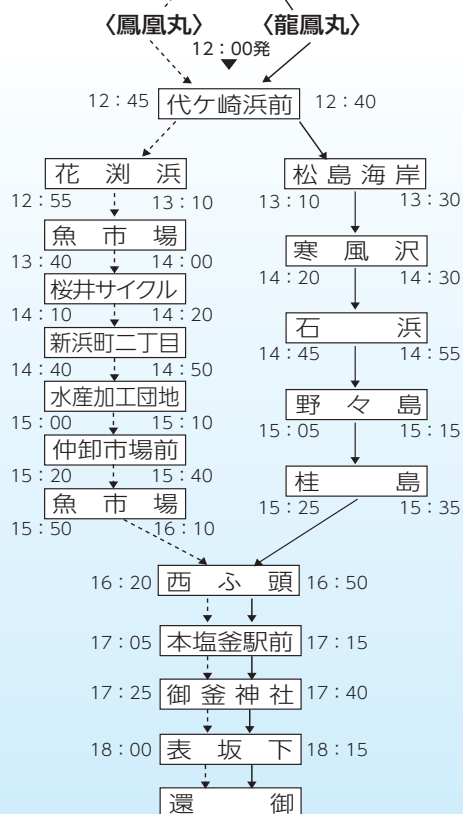 〈鳳凰丸〉 〈龍鳳丸〉
12：00発
12：45 代ケ崎浜前 12：40
花渕浜
12：55 13：10
魚市場
13：40 14：00
桜井サイクル
14：10 14：20
新浜町二丁目
14：40 14：50
水産加工団地
15：00 15：10
仲卸市場前
15：20 15：40
魚市場
15：50 16：10
松島海岸
13：10 13：30
寒風沢
14：20 14：30
石浜
14：45 14：55
野々島
15：05 15：15
桂島
15：25 15：35
16：20 西ふ頭 16：50
17：05 本塩釜駅前 17：15
17：25 御釜神社 17：40
18：00 表坂下 18：15
還御